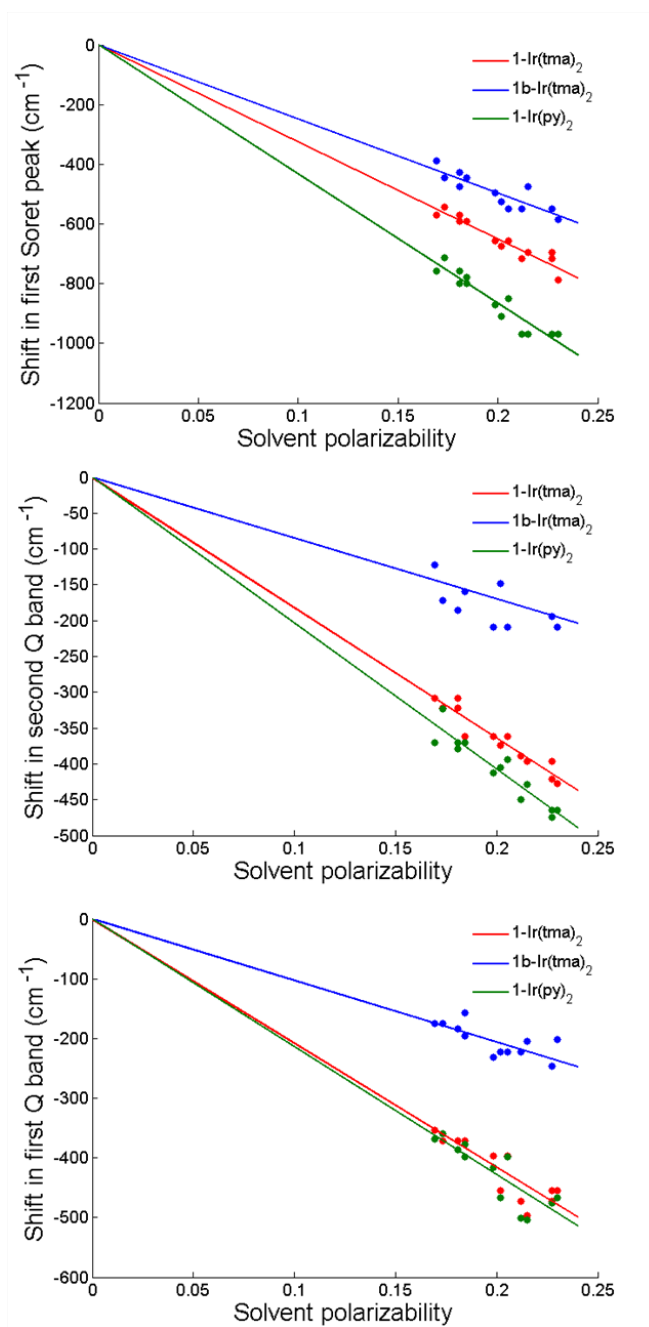 Shift in first Soret peak (cm⁻¹)
0
-200
-400
-600
-800
-1000
-1200
1-Ir(tma)₂
1b-Ir(tma)₂
1-Ir(py)₂
0 0.05 0.1 0.15 0.2 0.25
Solvent polarizability
Shift in second Q band (cm⁻¹)
0
-50
-100
-150
-200
-250
-300
-350
-400
-450
-500
1-Ir(tma)₂
1b-Ir(tma)₂
1-Ir(py)₂
0 0.05 0.1 0.15 0.2 0.25
Solvent polarizability
Shift in first Q band (cm⁻¹)
0
-100
-200
-300
-400
-500
-600
1-Ir(tma)₂
1b-Ir(tma)₂
1-Ir(py)₂
0 0.05 0.1 0.15 0.2 0.25
Solvent polarizability